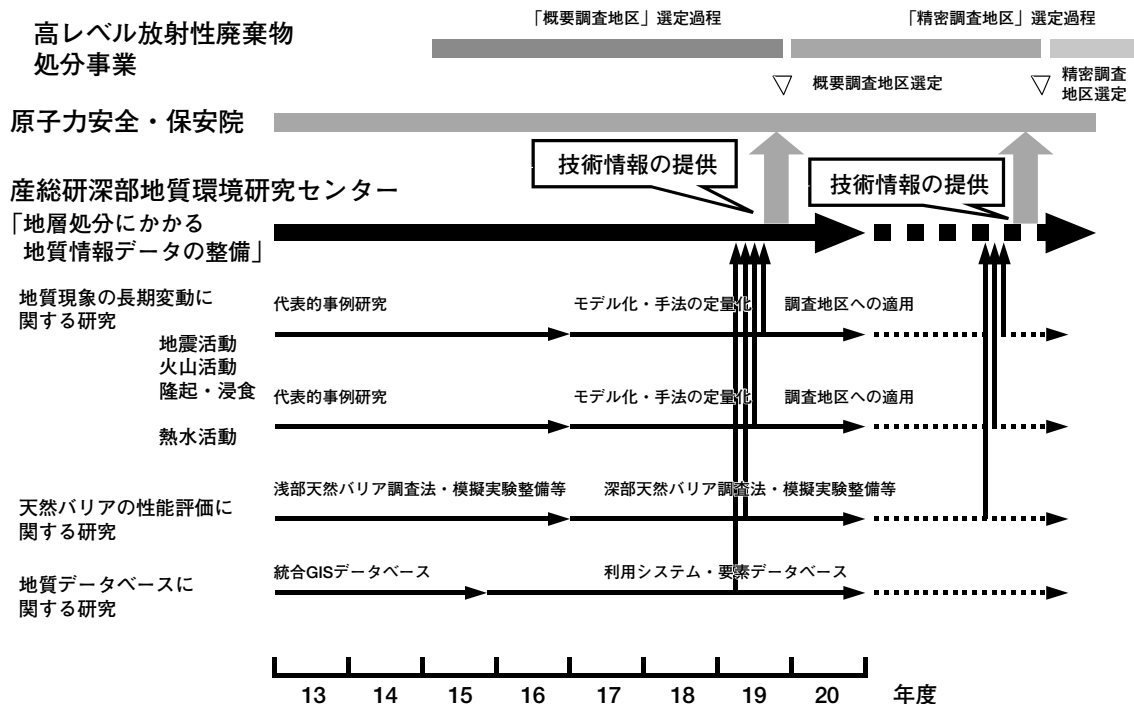 高レベル放射性廃棄物
処分事業
「概要調査地区」選定過程
「精密調査地区」選定過程
概要調査地区選定
精密調査
地区選定
原子力安全・保安院
技術情報の提供
技術情報の提供
産総研深部地質環境研究センター
「地層処分にかかる
地質情報データの整備」
地質現象の長期変動に
関する研究
代表的事例研究
モデル化・手法の定量化
調査地区への適用
地震活動
火山活動
隆起・浸食
代表的事例研究
モデル化・手法の定量化
調査地区への適用
熱水活動
天然バリアの性能評価に
関する研究
浅部天然バリア調査法・模擬実験整備等
深部天然バリア調査法・模擬実験整備等
地質データベースに
関する研究
統合GISデータベース
利用システム・要素データベース
13 14 15 16 17 18 19 20 年度